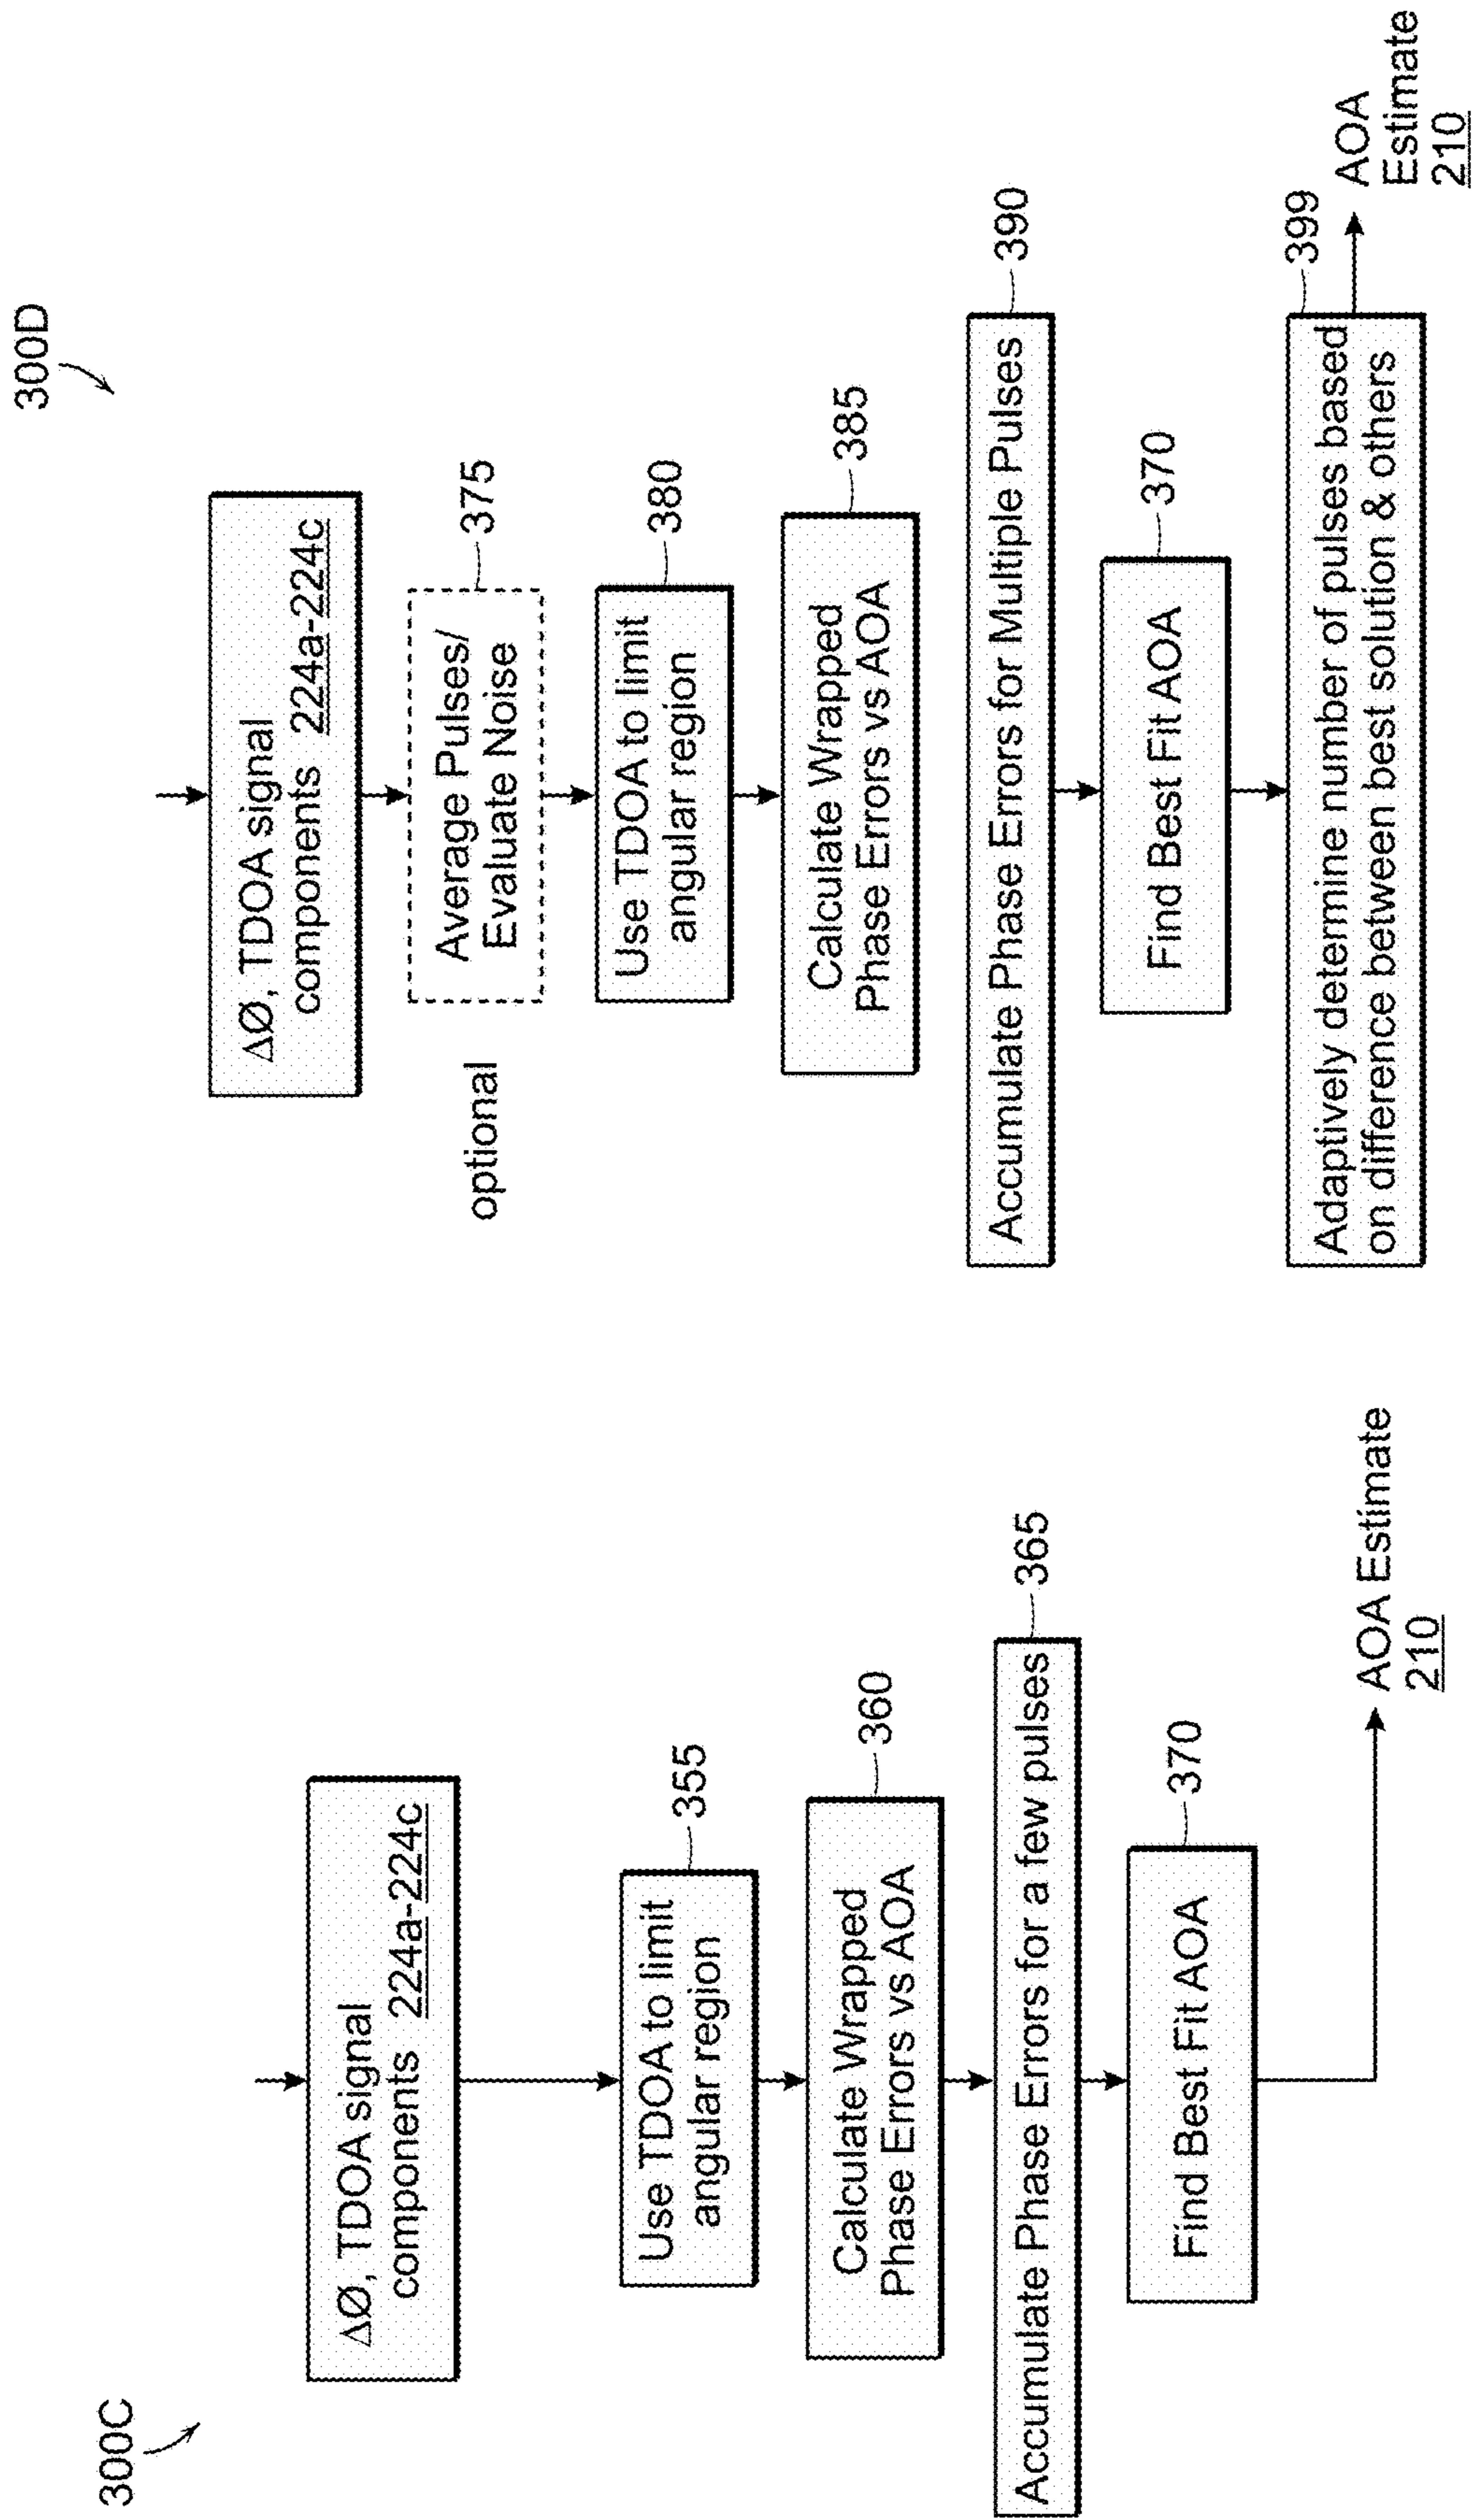 300C
ΔØ, TDOA signal
components 224a-224c
Use TDOA to limit
angular region
355
Calculate Wrapped
Phase Errors vs AOA
360
Accumulate Phase Errors for a few pulses
365
Find Best Fit AOA
370
AOA Estimate
210
300D
ΔØ, TDOA signal
components 224a-224c
optional
Average Pulses/
Evaluate Noise
375
Use TDOA to limit
angular region
380
Calculate Wrapped
Phase Errors vs AOA
385
Accumulate Phase Errors for Multiple Pulses
390
Find Best Fit AOA
370
Adaptively determine number of pulses based
on difference between best solution & others
399
AOA
Estimate
210